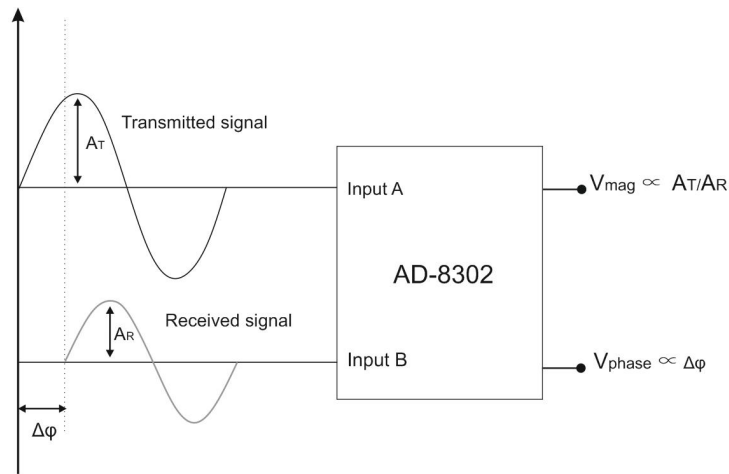 Transmitted signal
AT
Input A
Vmag ∝ AT/AR
AD-8302
Received signal
AR
Input B
Vphase ∝ Δφ
Δφ